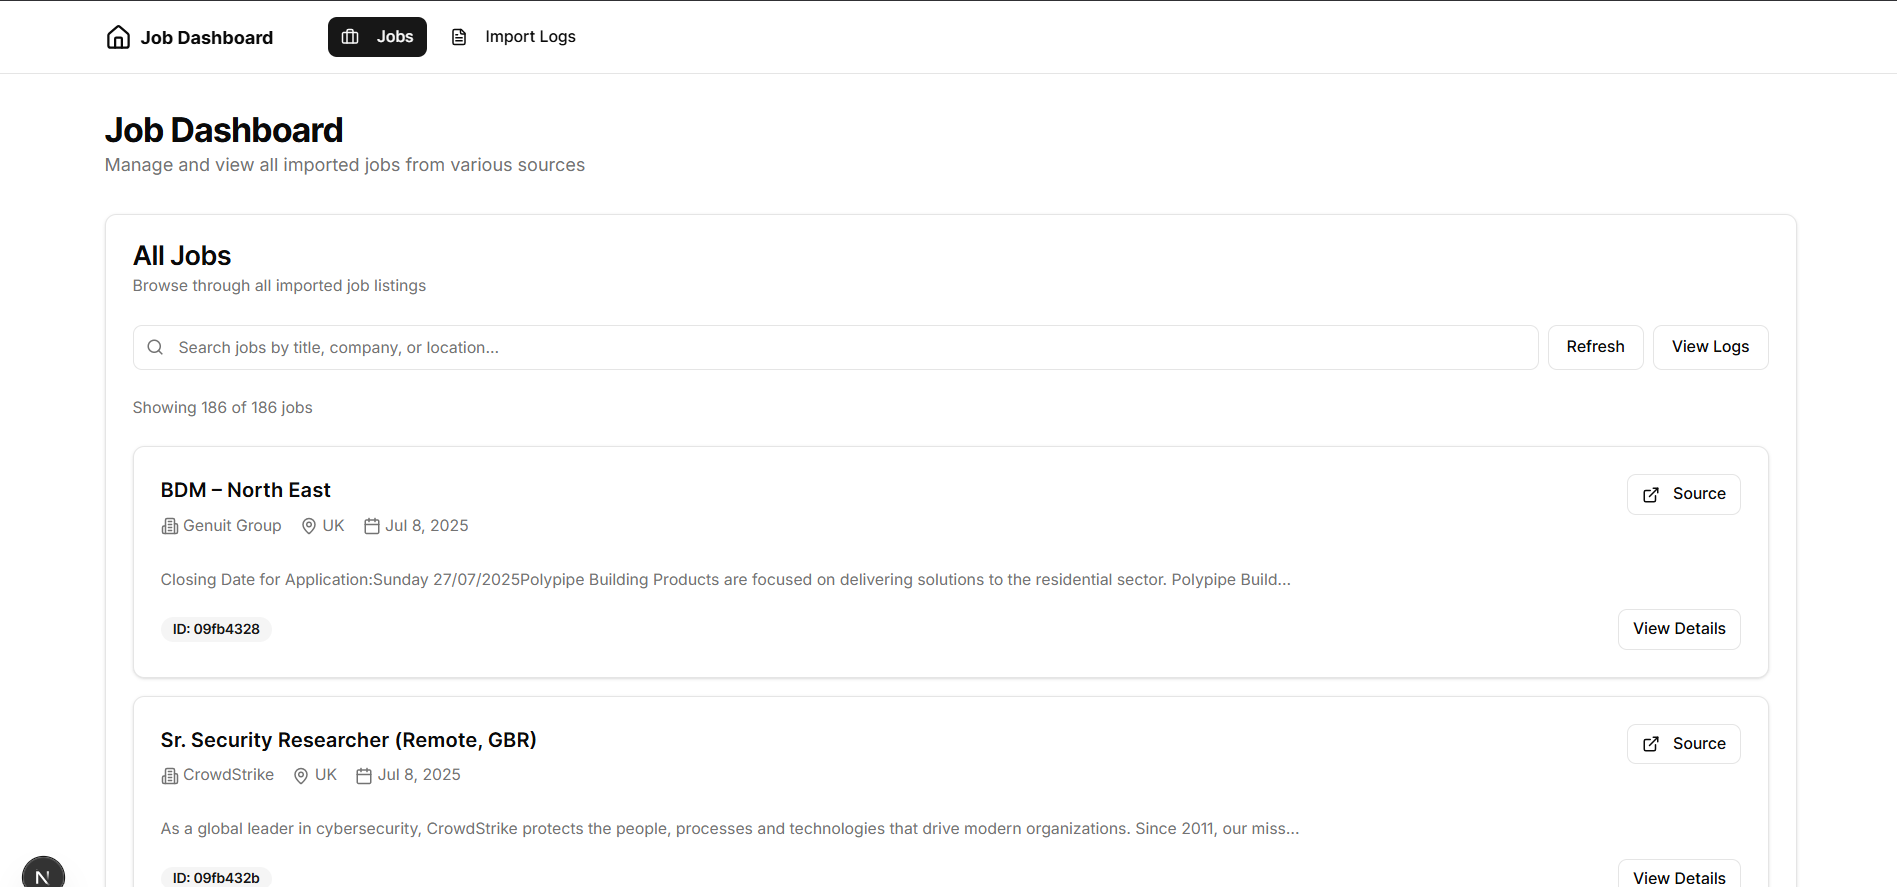 Job Dashboard
Jobs
Import Logs
Job Dashboard
Manage and view all imported jobs from various sources
All Jobs
Browse through all imported job listings
Search jobs by title, company, or location...
Refresh
View Logs
Showing 186 of 186 jobs
BDM – North East
Source
Genuit Group UK Jul 8, 2025
Closing Date for Application:Sunday 27/07/2025Polypipe Building Products are focused on delivering solutions to the residential sector. Polypipe Build...
ID: 09fb4328
View Details
Sr. Security Researcher (Remote, GBR)
Source
CrowdStrike UK Jul 8, 2025
As a global leader in cybersecurity, CrowdStrike protects the people, processes and technologies that drive modern organizations. Since 2011, our miss...
ID: 09fb432b
View Details
N